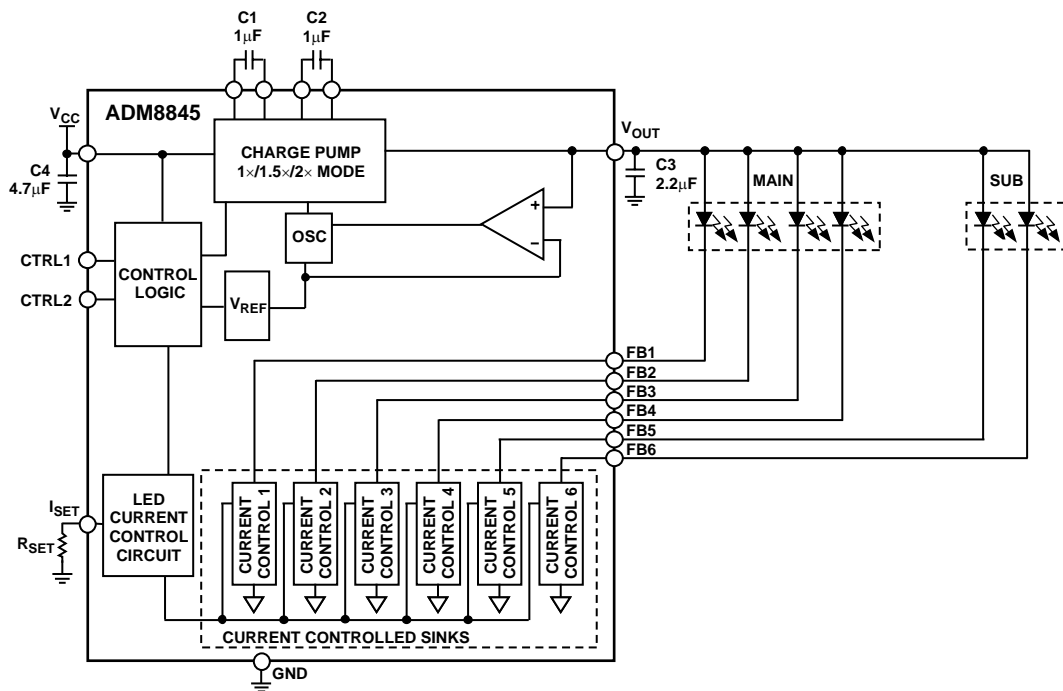 C1
1μF
C2
1μF
ADM8845
VCC
C4
4.7μF
CHARGE PUMP
1×/1.5×/2× MODE
VOUT
C3
2.2μF
MAIN
SUB
OSC
+
−
CTRL1
CTRL2
CONTROL
LOGIC
VREF
FB1
FB2
FB3
FB4
FB5
FB6
ISET
RSET
LED
CURRENT
CONTROL
CIRCUIT
CURRENT
CONTROL 1
CURRENT
CONTROL 2
CURRENT
CONTROL 3
CURRENT
CONTROL 4
CURRENT
CONTROL 5
CURRENT
CONTROL 6
CURRENT CONTROLLED SINKS
GND